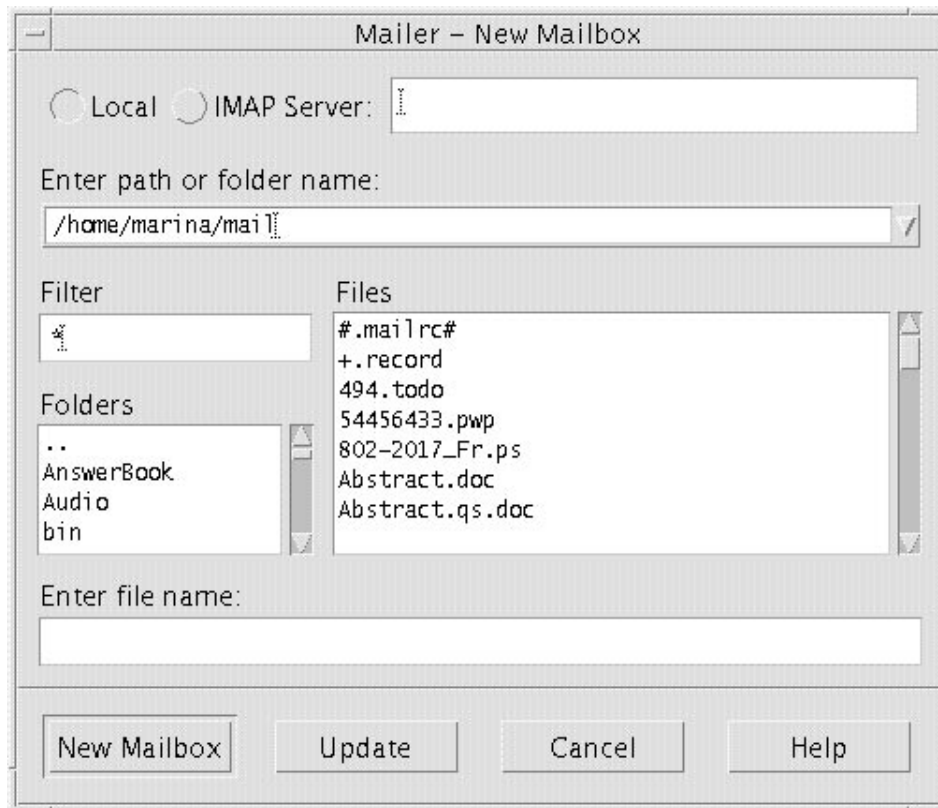 Mailer – New Mailbox
Local IMAP Server:
Enter path or folder name:
/home/marina/mail
Filter
*
Files
#.mailrc#
+.record
494.todo
54456433.pwp
802-2017_Fr.ps
Abstract.doc
Abstract.qs.doc
Folders
..
AnswerBook
Audio
bin
Enter file name:
New Mailbox Update Cancel Help